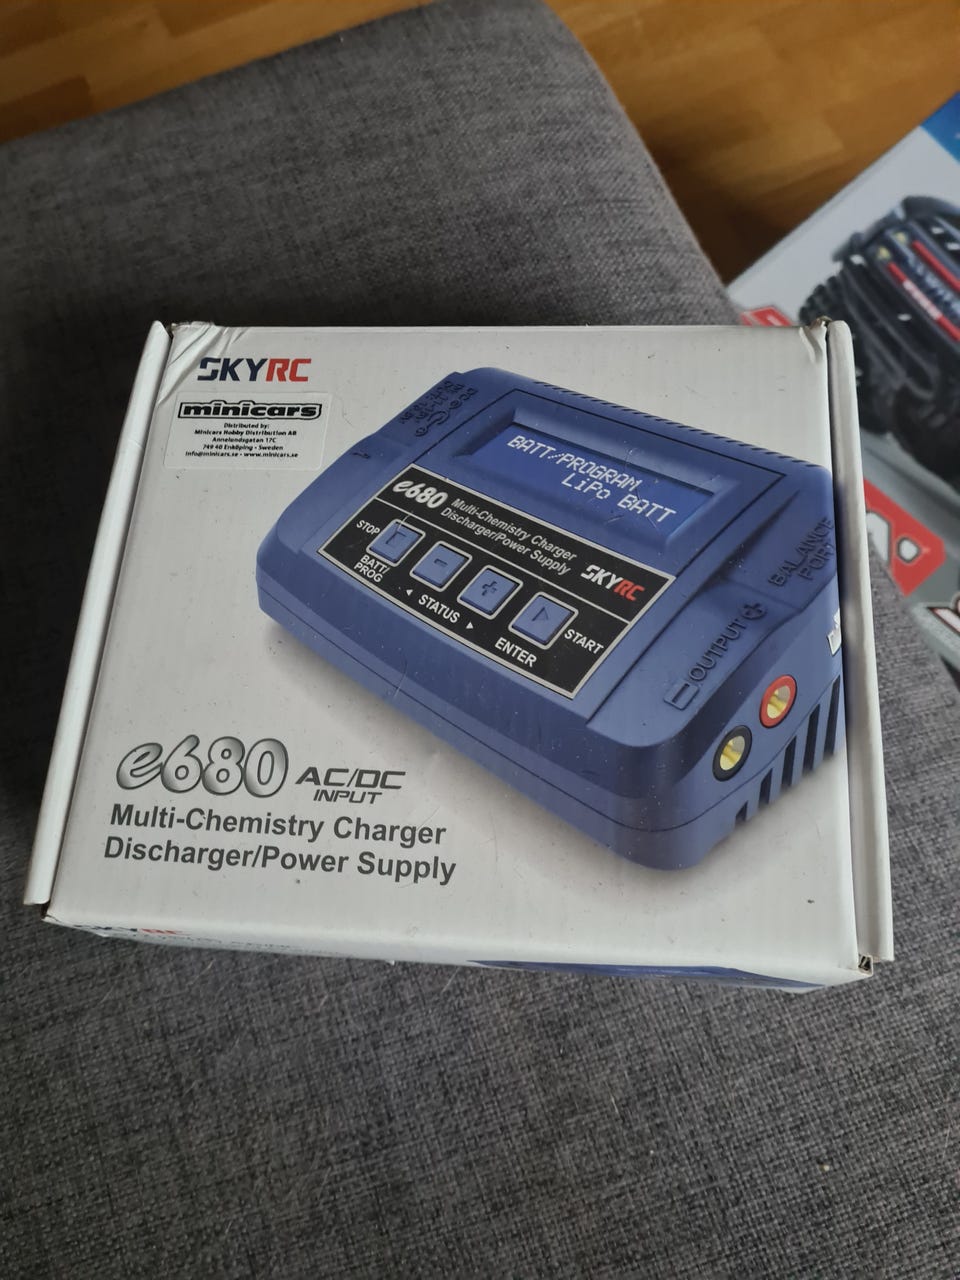 SKYRC
minicars
Distributed by:
Minicars Hobby Distribution AB
Annelundsgatan 17C
749 40 Enköping - Sweden
info@minicars.se - www.minicars.se
BATT/PROGRAM
LiPo BATT
e680 Multi-Chemistry Charger
Discharger/Power Supply
SKYRC
STOP
BATT/
PROG
◄ STATUS ►
START
ENTER
BALANCE
PORT
OUTPUT
e680 AC/DC
INPUT
Multi-Chemistry Charger
Discharger/Power Supply